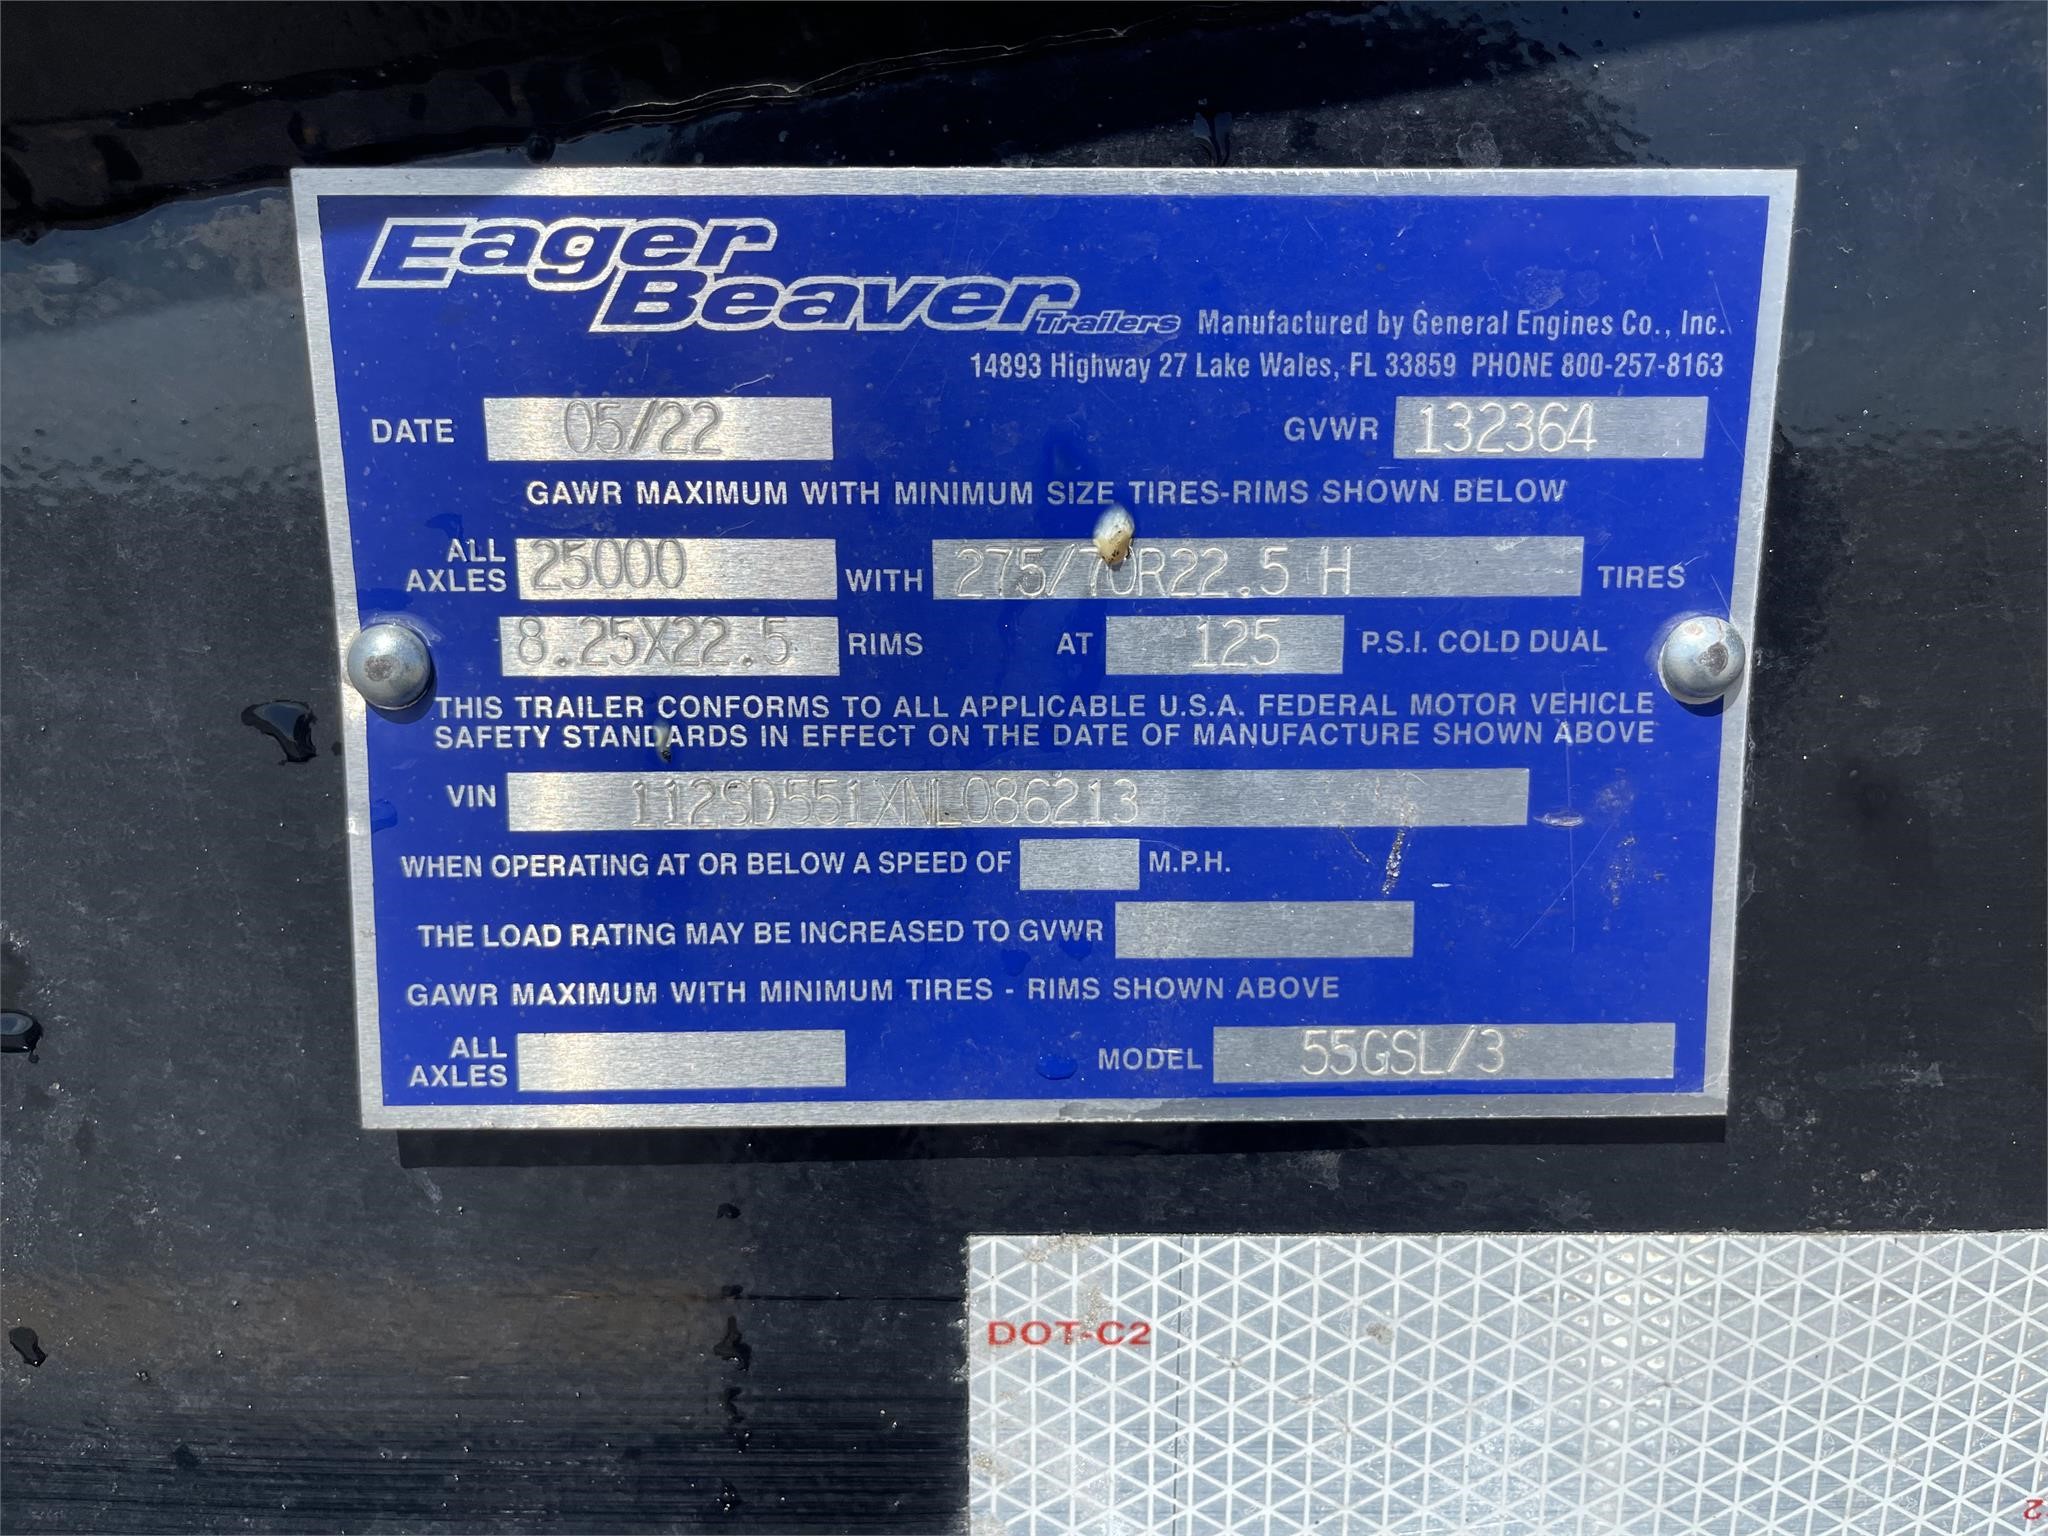 Eager
Beaver Trailers Manufactured by General Engines Co., Inc.
14893 Highway 27 Lake Wales, FL 33859 PHONE 800-257-8163
DATE 05/22 GVWR 132364
GAWR MAXIMUM WITH MINIMUM SIZE TIRES-RIMS SHOWN BELOW
ALL AXLES 25000 WITH 275/70R22.5 H TIRES
8.25X22.5 RIMS AT 125 P.S.I. COLD DUAL
THIS TRAILER CONFORMS TO ALL APPLICABLE U.S.A. FEDERAL MOTOR VEHICLE
SAFETY STANDARDS IN EFFECT ON THE DATE OF MANUFACTURE SHOWN ABOVE
VIN 112SD551XNL086213
WHEN OPERATING AT OR BELOW A SPEED OF M.P.H.
THE LOAD RATING MAY BE INCREASED TO GVWR
GAWR MAXIMUM WITH MINIMUM TIRES - RIMS SHOWN ABOVE
ALL AXLES MODEL 55GSL/3
DOT-C2
2